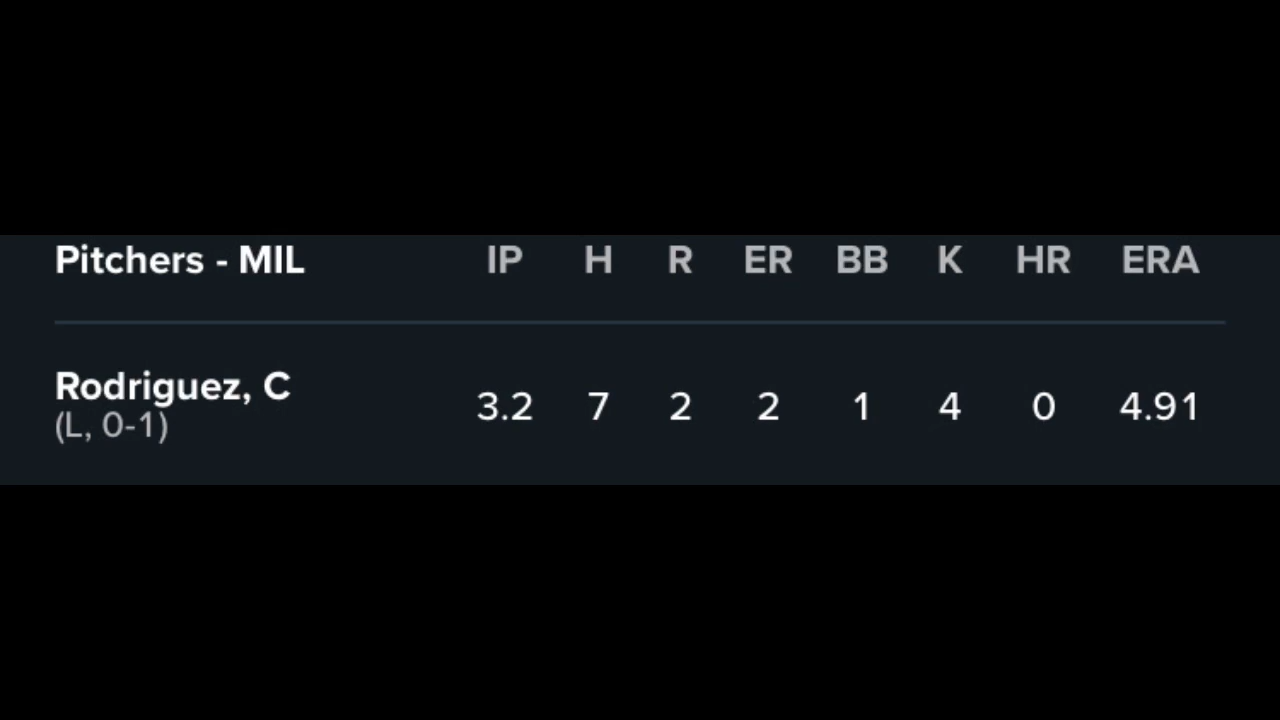 Pitchers - MIL IP H R ER BB K HR ERA
Rodriguez, C 3.2 7 2 2 1 4 0 4.91
(L, 0-1)